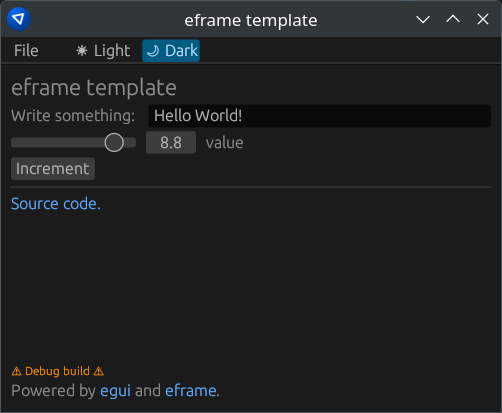 eframe template
File ☀ Light 🌙 Dark
eframe template
Write something: Hello World!
8.8 value
Increment
Source code.
⚠ Debug build ⚠
Powered by egui and eframe.